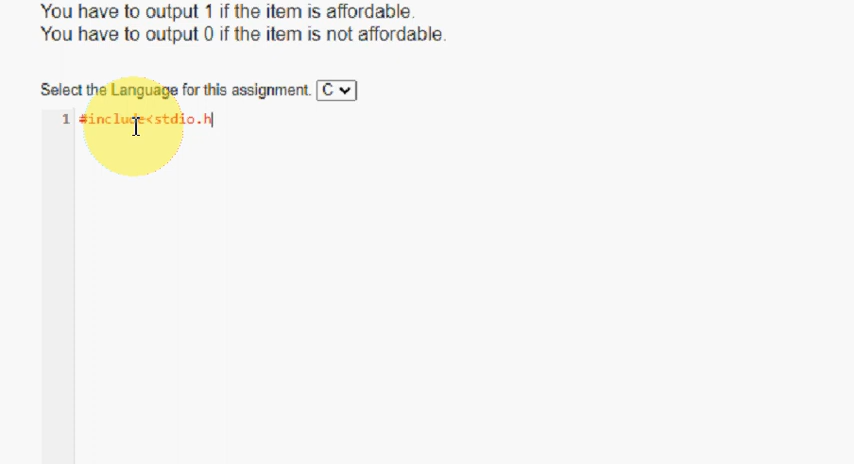 You have to output 1 if the item is affordable.
You have to output 0 if the item is not affordable.
Select the Language for this assignment. C
1 #include<stdio.h